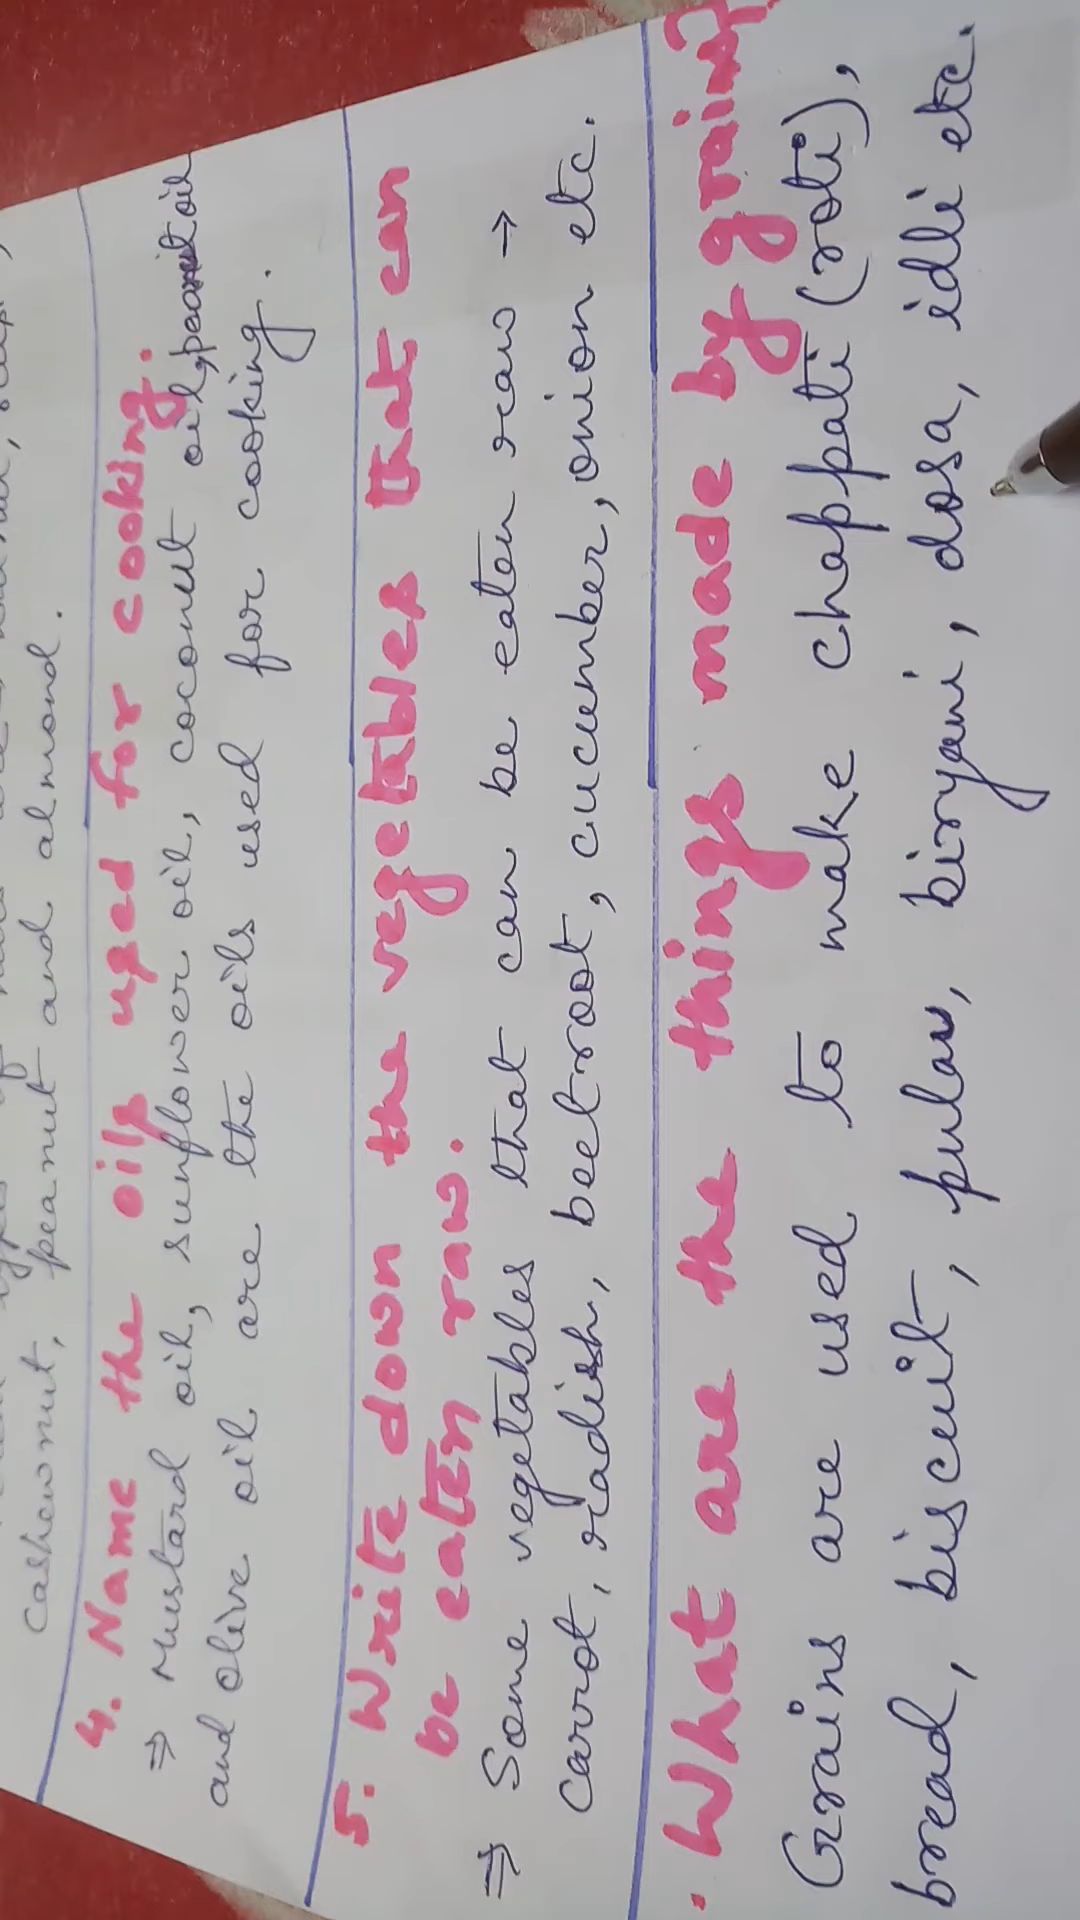 cashewnut, peanut and almond.
4. Name the oils used for cooking.
⇒ Mustard oil, sunflower oil, coconut oil, peanut oil
and olive oil are the oils used for cooking.
5. Write down the vegetables that can
be eaten raw.
⇒ Some vegetables that can be eaten raw →
carrot, radish, beetroot, cucumber, onion etc.
. What are the things made by grains?
Grains are used to make chappati (roti),
bread, biscuit, pulav, biryani, dosa, idli etc.